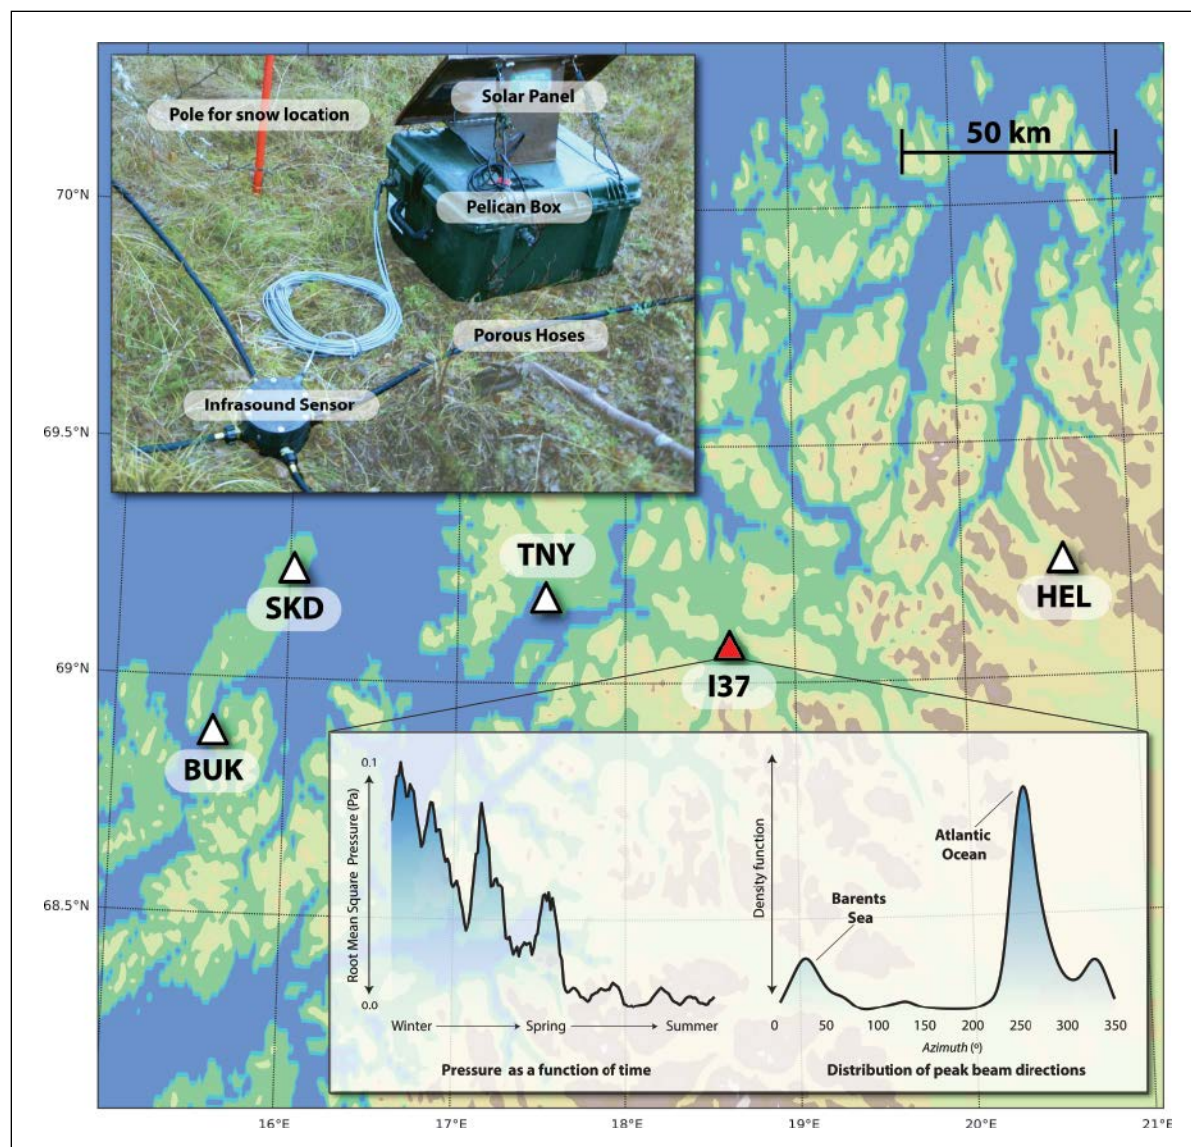 Pole for snow location
Solar Panel
Pelican Box
Porous Hoses
Infrasound Sensor
50 km
70°N
69.5°N
69°N
68.5°N
SKD
TNY
HEL
I37
BUK
0.1
Root Mean Square Pressure (Pa)
0.0
Winter
Spring
Summer
Pressure as a function of time
Density function
Barents
Sea
Atlantic
Ocean
0 50 100 150 200 250 300 350
Azimuth (º)
Distribution of peak beam directions
16°E 17°E 18°E 19°E 20°E 21°E